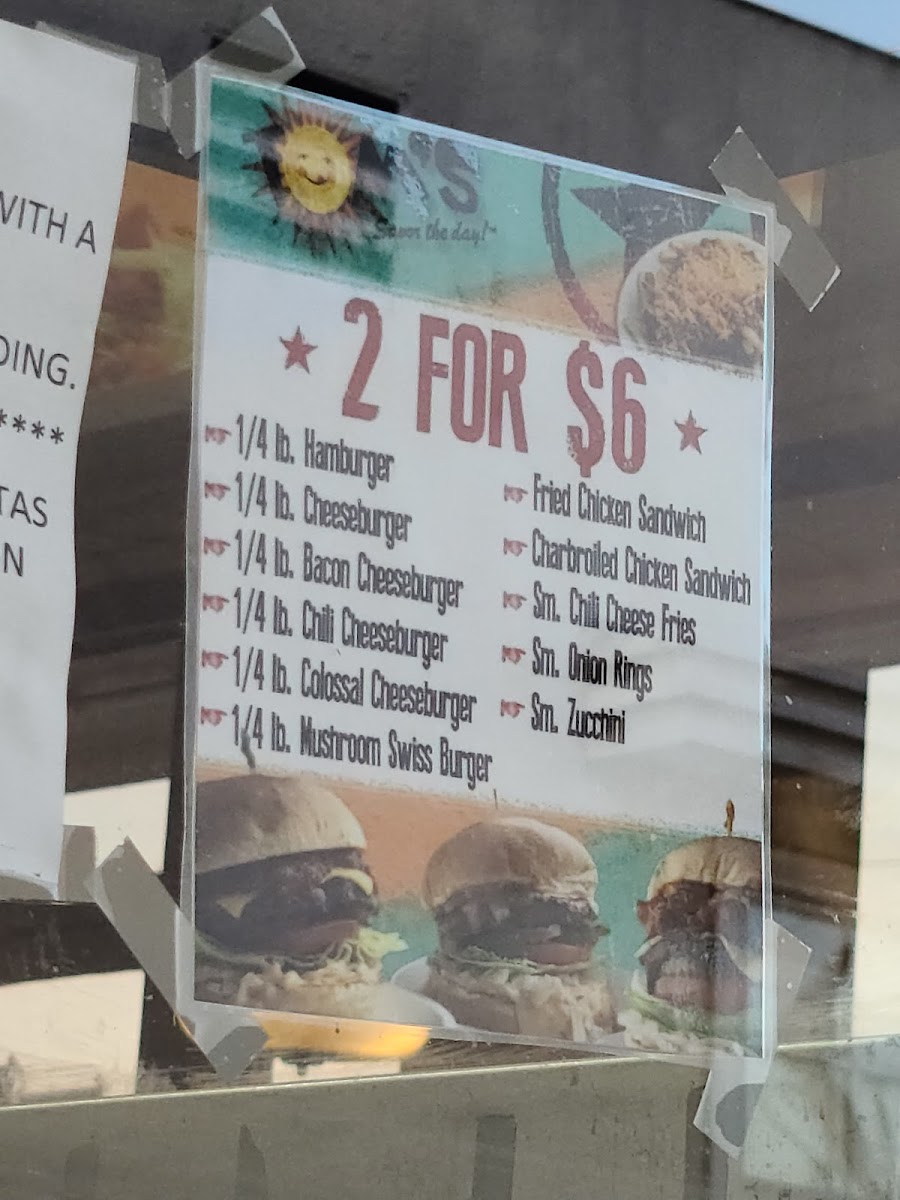 WITH A
DING.
****
TAS
N
'S
the day!™
2 FOR $6
1/4 lb. Hamburger
1/4 lb. Cheeseburger
1/4 lb. Bacon Cheeseburger
1/4 lb. Chili Cheeseburger
1/4 lb. Colossal Cheeseburger
1/4 lb. Mushroom Swiss Burger
Fried Chicken Sandwich
Charbroiled Chicken Sandwich
Sm. Chili Cheese Fries
Sm. Onion Rings
Sm. Zucchini